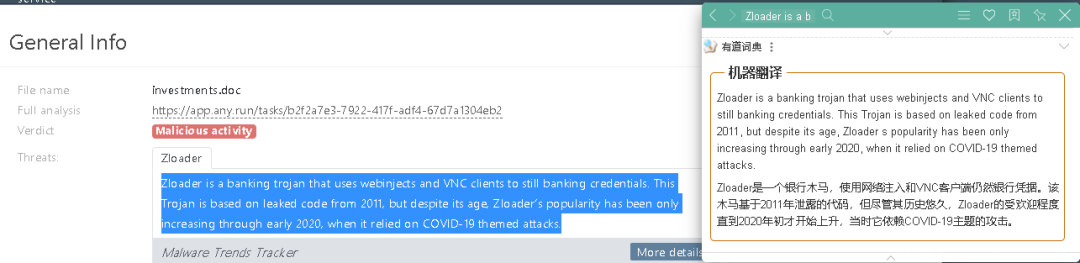 service
General Info
File name investments.doc
Full analysis https://app.any.run/tasks/b2f2a7e3-7922-417f-adf4-67d7a1304eb2
Verdict Malicious activity
Threats:
Zloader
Zloader is a banking trojan that uses webinjects and VNC clients to still banking credentials. This
Trojan is based on leaked code from 2011, but despite its age, Zloader's popularity has been only
increasing through early 2020, when it relied on COVID-19 themed attacks.
Malware Trends Tracker More details
Zloader is a b
有道词典
机器翻译
Zloader is a banking trojan that uses webinjects and VNC clients to
still banking credentials. This Trojan is based on leaked code from
2011, but despite its age, Zloader s popularity has been only
increasing through early 2020, when it relied on COVID-19 themed
attacks.
Zloader是一个银行木马，使用网络注入和VNC客户端仍然银行凭据。该
木马基于2011年泄露的代码，但尽管其历史悠久，Zloader的受欢迎程度
直到2020年初才开始上升，当时它依赖COVID-19主题的攻击。